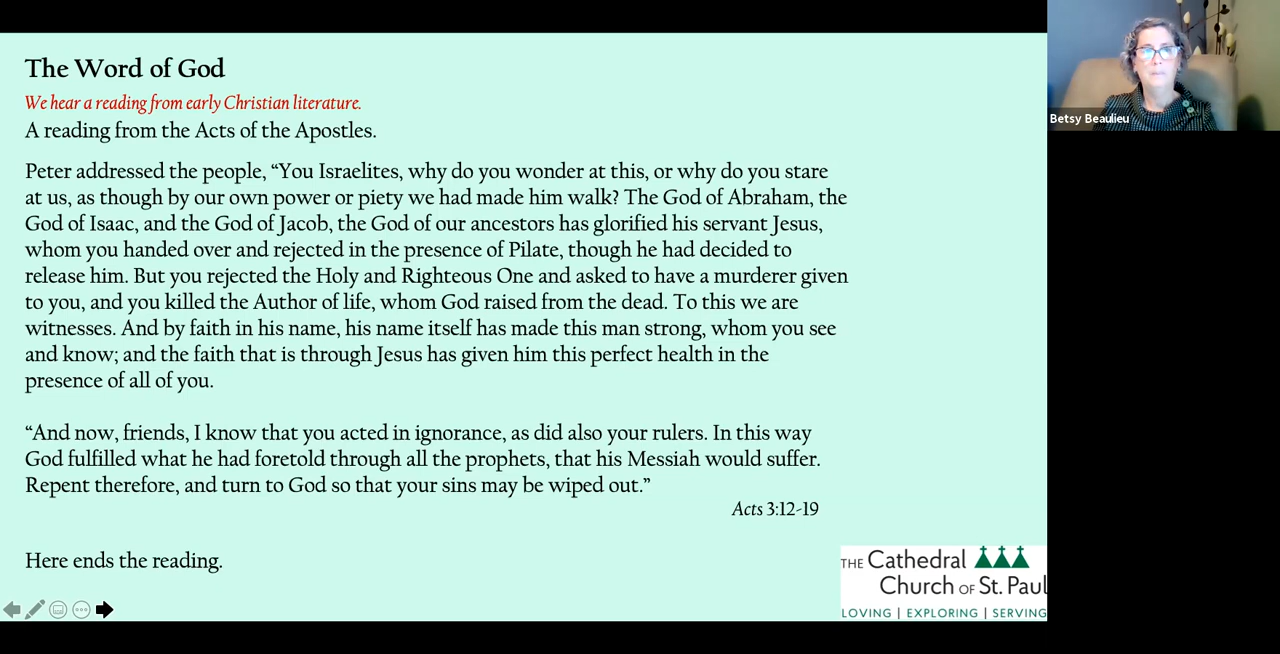 The Word of God
We hear a reading from early Christian literature.
A reading from the Acts of the Apostles.
Peter addressed the people, “You Israelites, why do you wonder at this, or why do you stare
at us, as though by our own power or piety we had made him walk? The God of Abraham, the
God of Isaac, and the God of Jacob, the God of our ancestors has glorified his servant Jesus,
whom you handed over and rejected in the presence of Pilate, though he had decided to
release him. But you rejected the Holy and Righteous One and asked to have a murderer given
to you, and you killed the Author of life, whom God raised from the dead. To this we are
witnesses. And by faith in his name, his name itself has made this man strong, whom you see
and know; and the faith that is through Jesus has given him this perfect health in the
presence of all of you.
“And now, friends, I know that you acted in ignorance, as did also your rulers. In this way
God fulfilled what he had foretold through all the prophets, that his Messiah would suffer.
Repent therefore, and turn to God so that your sins may be wiped out.”
Acts 3:12-19
Here ends the reading.
THE Cathedral
Church OF St. Paul
LOVING | EXPLORING | SERVING
Betsy Beaulieu